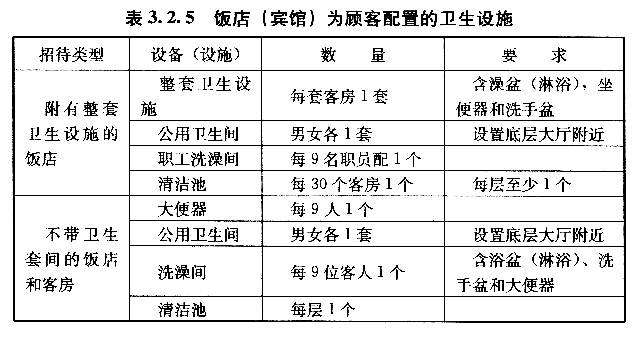 表3.2.5 饭店（宾馆）为顾客配置的卫生设施
招待类型 设备（设施） 数 量 要 求
附有整套
卫生设施的
饭店
整套卫生设
施
每套客房1套
含澡盆（淋浴），坐
便器和洗手盆
公用卫生间 男女各1套 设置底层大厅附近
职工洗澡间 每9名职员配1个
清洁池 每30个客房1个 每层至少1个
不带卫生
套间的饭店
和客房
大便器 每9人1个
公用卫生间 男女各1套 设置底层大厅附近
洗澡间 每9位客人1个
含浴盆（淋浴）、洗
手盆和大便器
清洁池 每层1个